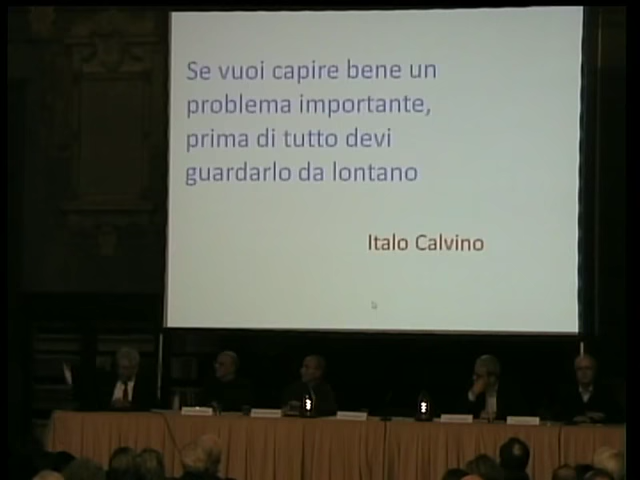 Se vuoi capire bene un
problema importante,
prima di tutto devi
guardarlo da lontano
Italo Calvino